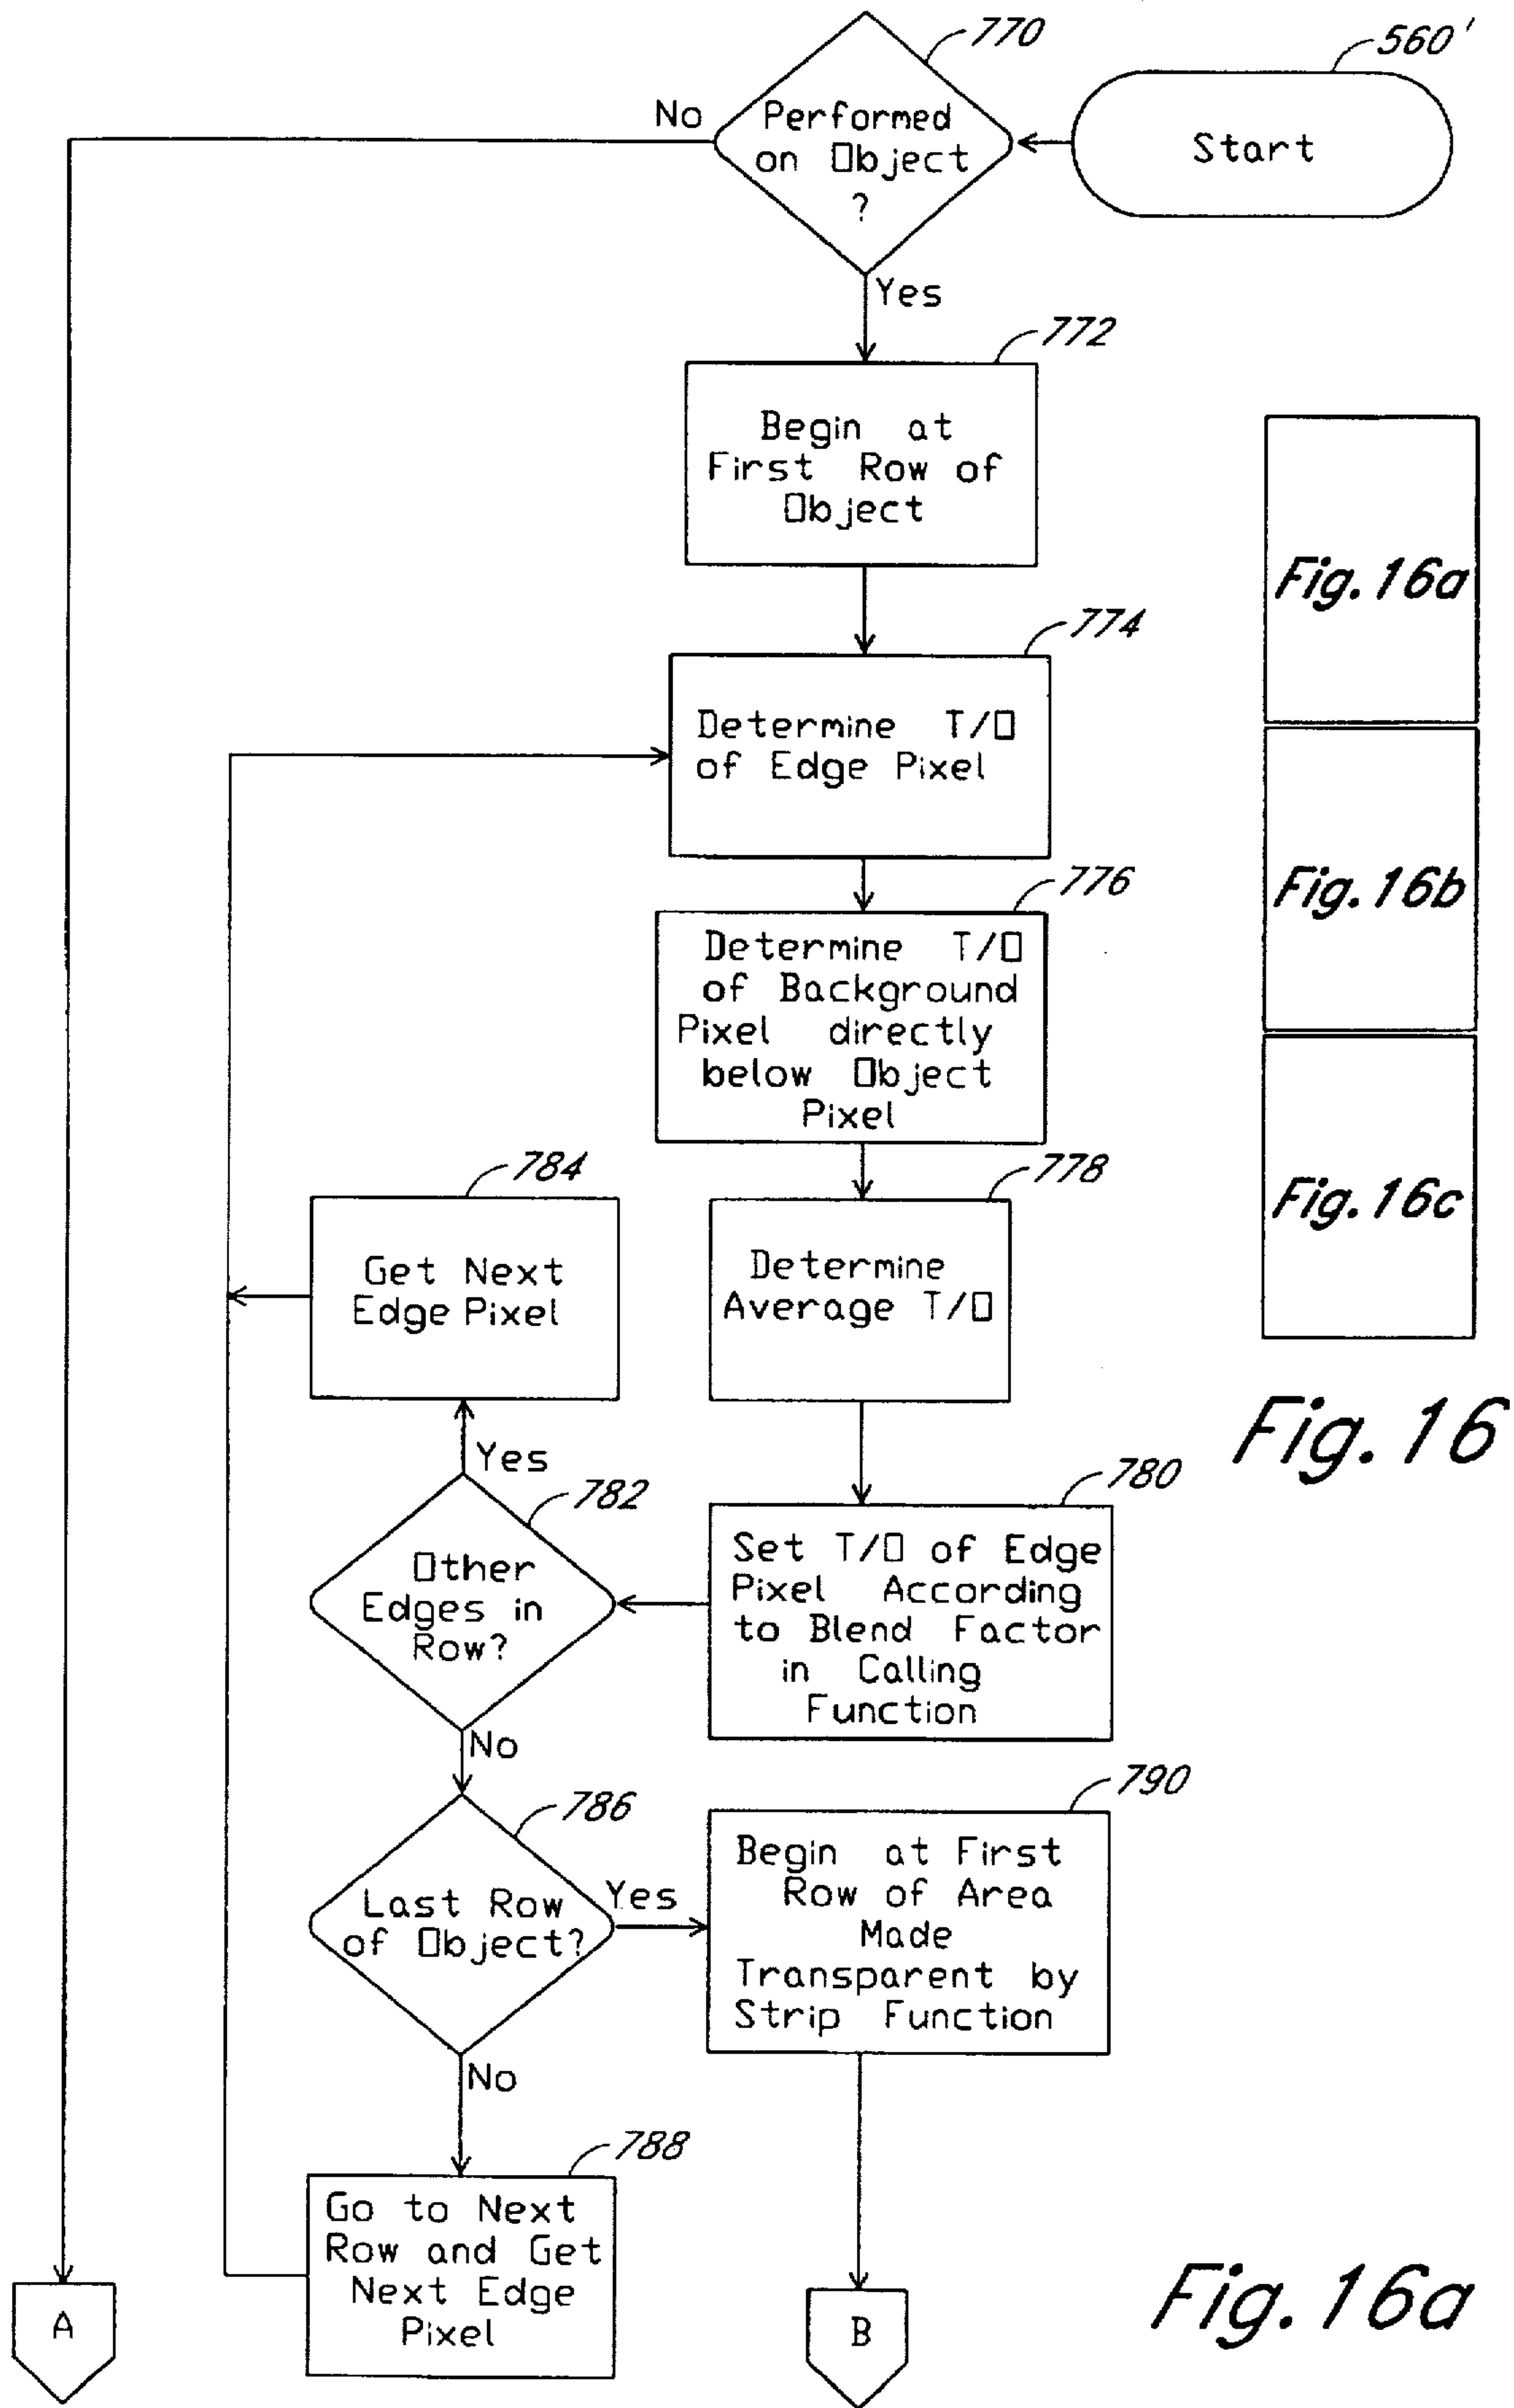 770
560'
No
Performed
on Object
?
Start
Yes
772
Begin at
First Row of
Object
774
Determine T/O
of Edge Pixel
776
Determine T/O
of Background
Pixel directly
below Object
Pixel
778
Determine
Average T/O
784
Get Next
Edge Pixel
Yes
782
Other
Edges in
Row?
780
Set T/O of Edge
Pixel According
to Blend Factor
in Calling
Function
No
786
Last Row
of Object?
Yes
790
Begin at First
Row of Area
Made
Transparent by
Strip Function
No
788
Go to Next
Row and Get
Next Edge
Pixel
A
B
Fig. 16a
Fig. 16b
Fig. 16c
Fig. 16
Fig. 16a